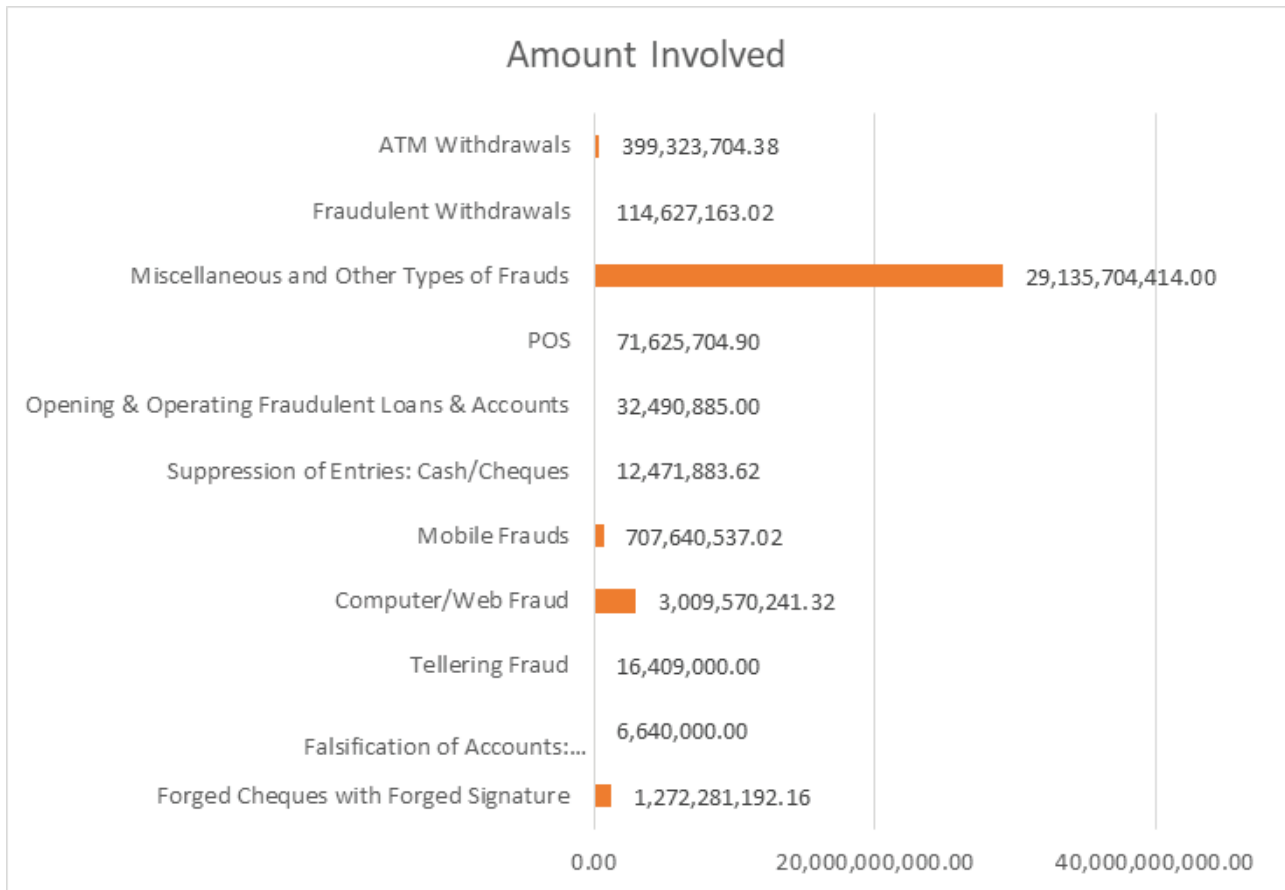 Amount Involved
ATM Withdrawals 399,323,704.38
Fraudulent Withdrawals 114,627,163.02
Miscellaneous and Other Types of Frauds 29,135,704,414.00
POS 71,625,704.90
Opening & Operating Fraudulent Loans & Accounts 32,490,885.00
Suppression of Entries: Cash/Cheques 12,471,883.62
Mobile Frauds 707,640,537.02
Computer/Web Fraud 3,009,570,241.32
Tellering Fraud 16,409,000.00
Falsification of Accounts:... 6,640,000.00
Forged Cheques with Forged Signature 1,272,281,192.16
0.00 20,000,000,000.00 40,000,000,000.00